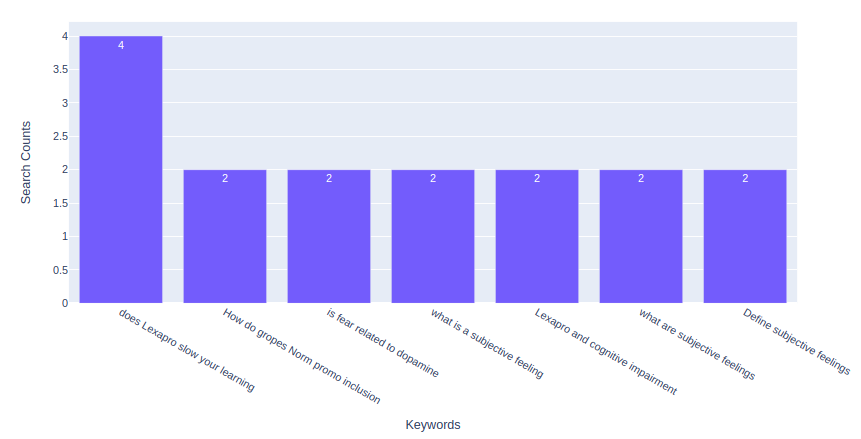 4
3.5
3
2.5
2
1.5
1
0.5
0
Search Counts
4
2
2
2
2
2
2
does Lexapro slow your learning
How do gropes Norm promo inclusion
is fear related to dopamine
what is a subjective feeling
Lexapro and cognitive impairment
what are subjective feelings
Define subjective feelings
Keywords